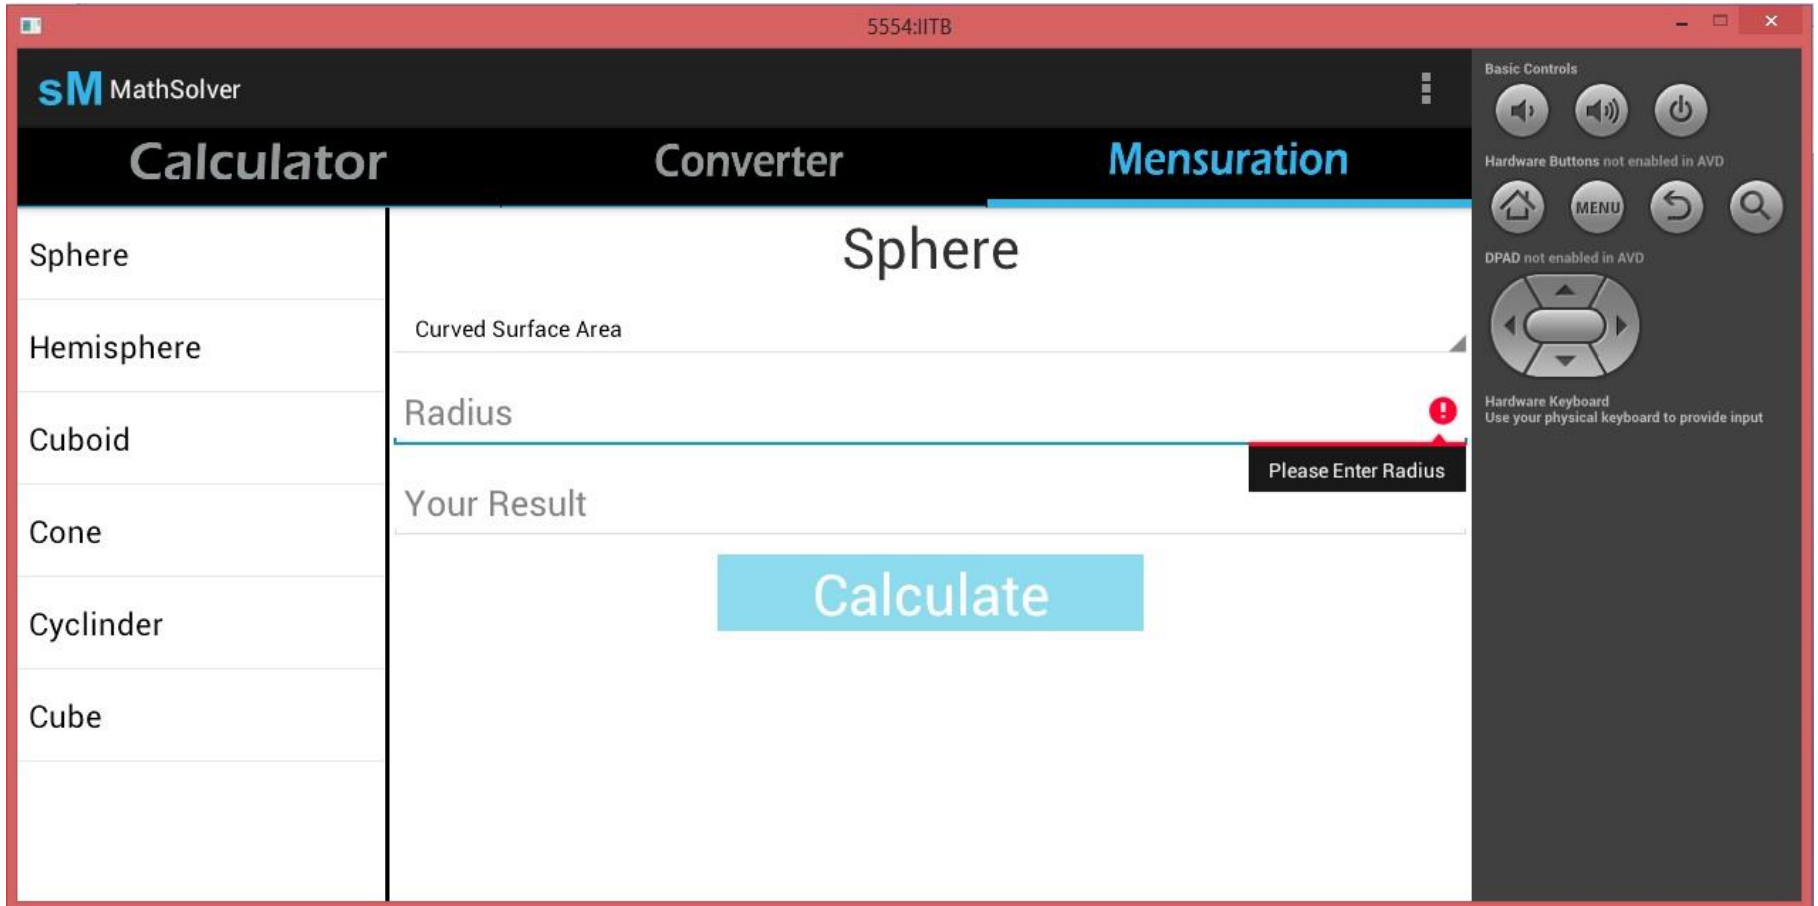 5554:IITB
sM MathSolver
Calculator
Converter
Mensuration
Sphere
Hemisphere
Cuboid
Cone
Cyclinder
Cube
Sphere
Curved Surface Area
Radius
Please Enter Radius
Your Result
Calculate
Basic Controls
Hardware Buttons not enabled in AVD
MENU
DPAD not enabled in AVD
Hardware Keyboard
Use your physical keyboard to provide input